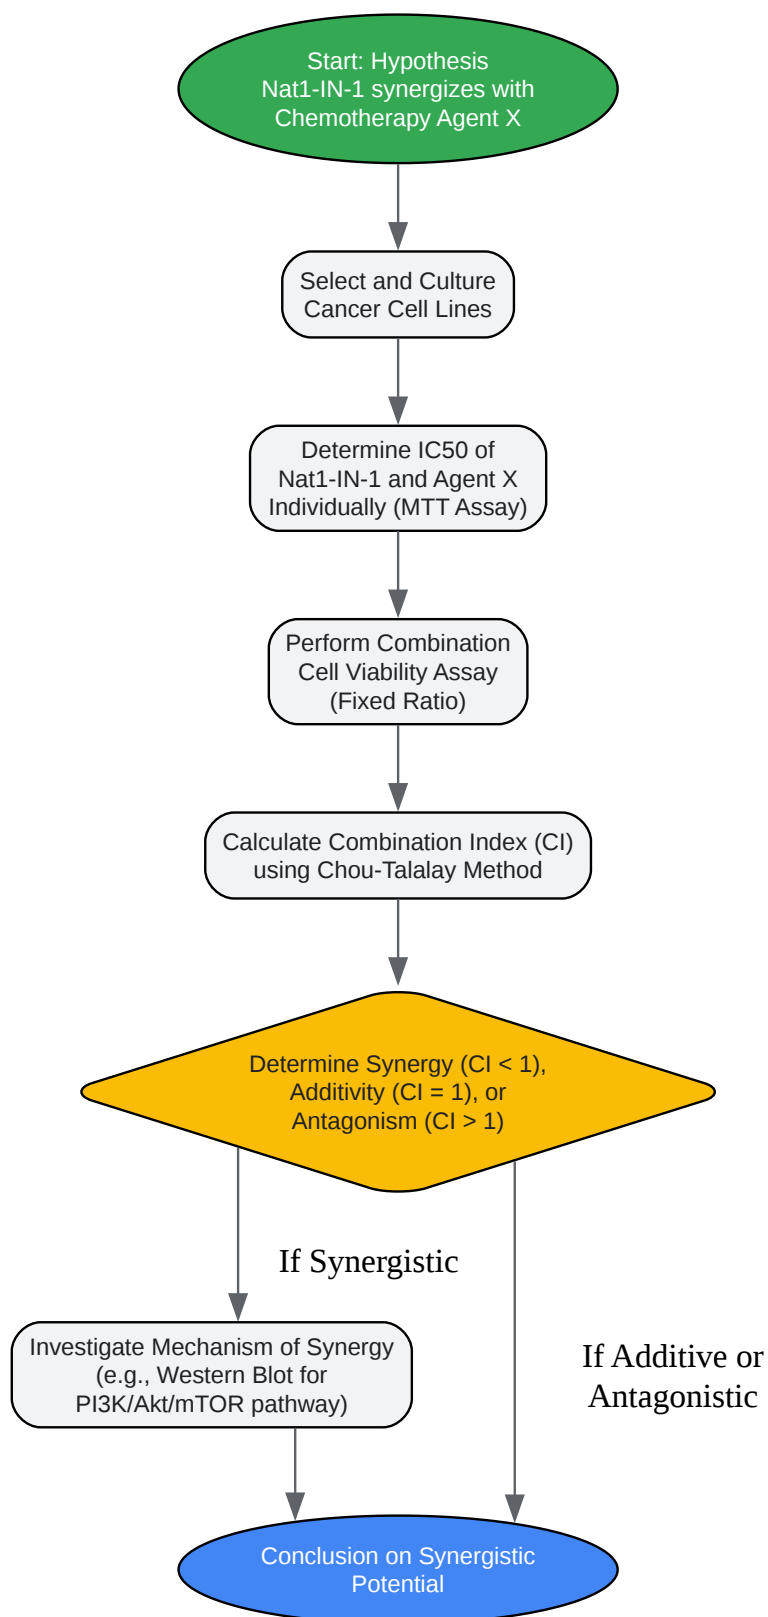 Start: Hypothesis
Nat1-IN-1 synergizes with
Chemotherapy Agent X
Select and Culture
Cancer Cell Lines
Determine IC50 of
Nat1-IN-1 and Agent X
Individually (MTT Assay)
Perform Combination
Cell Viability Assay
(Fixed Ratio)
Calculate Combination Index (CI)
using Chou-Talalay Method
Determine Synergy (CI < 1),
Additivity (CI = 1), or
Antagonism (CI > 1)
If Synergistic
Investigate Mechanism of Synergy
(e.g., Western Blot for
PI3K/Akt/mTOR pathway)
If Additive or
Antagonistic
Conclusion on Synergistic
Potential